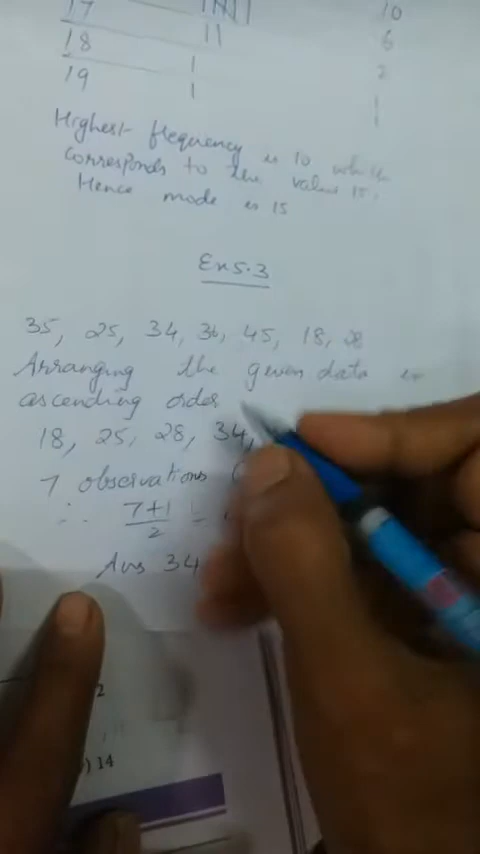 17 10
18 || 6
19 | 2
| |
Highest frequency is 10 which
corresponds to the value 15.
Hence mode is 15
Ex 5.3
35, 25, 34, 36, 45, 18, 28
Arranging the given data in
ascending order
18, 25, 28, 34,
7 observations
∴ 7+1
2
Ans 34
2
) 14